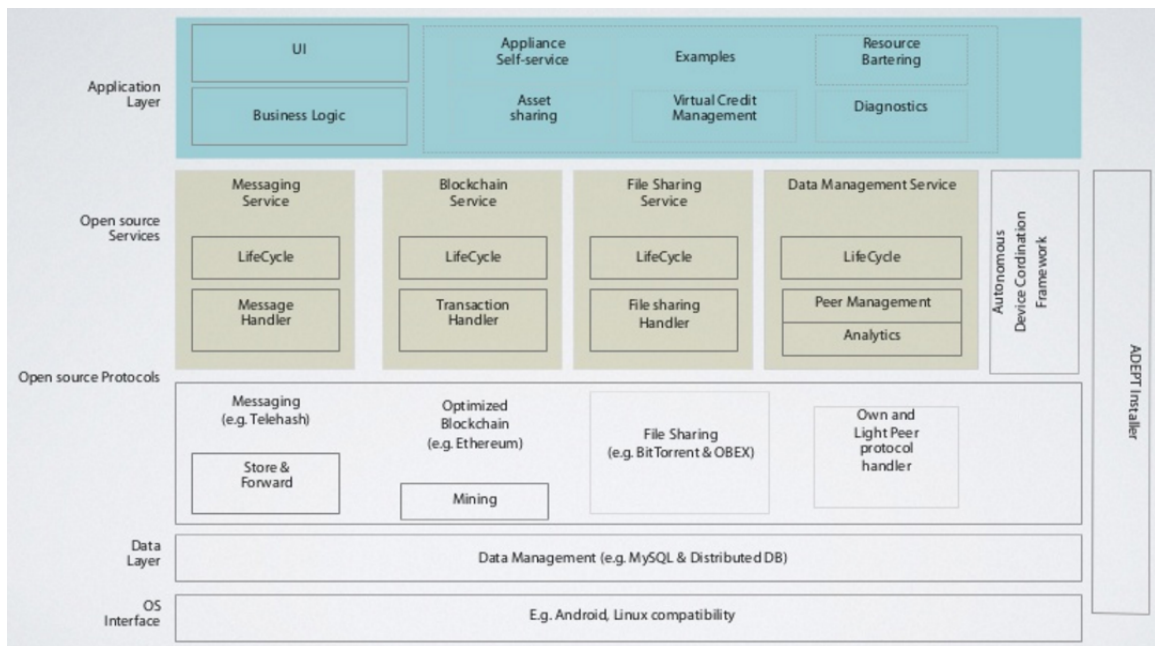 Application
Layer
UI
Business Logic
Appliance
Self-service
Examples
Resource
Bartering
Asset
sharing
Virtual Credit
Management
Diagnostics
Open source
Services
Messaging
Service
LifeCycle
Message
Handler
Blockchain
Service
LifeCycle
Transaction
Handler
File Sharing
Service
LifeCycle
File sharing
Handler
Data Management Service
LifeCycle
Peer Management
Analytics
Autonomous
Device Cordination
Framework
ADEPT Installer
Open source Protocols
Messaging
(e.g. Telehash)
Store &
Forward
Optimized
Blockchain
(e.g. Ethereum)
Mining
File Sharing
(e.g. BitTorrent & OBEX)
Own and
Light Peer
protocol
handler
Data
Layer
Data Management (e.g. MySQL & Distributed DB)
OS
Interface
E.g. Android, Linux compatibility